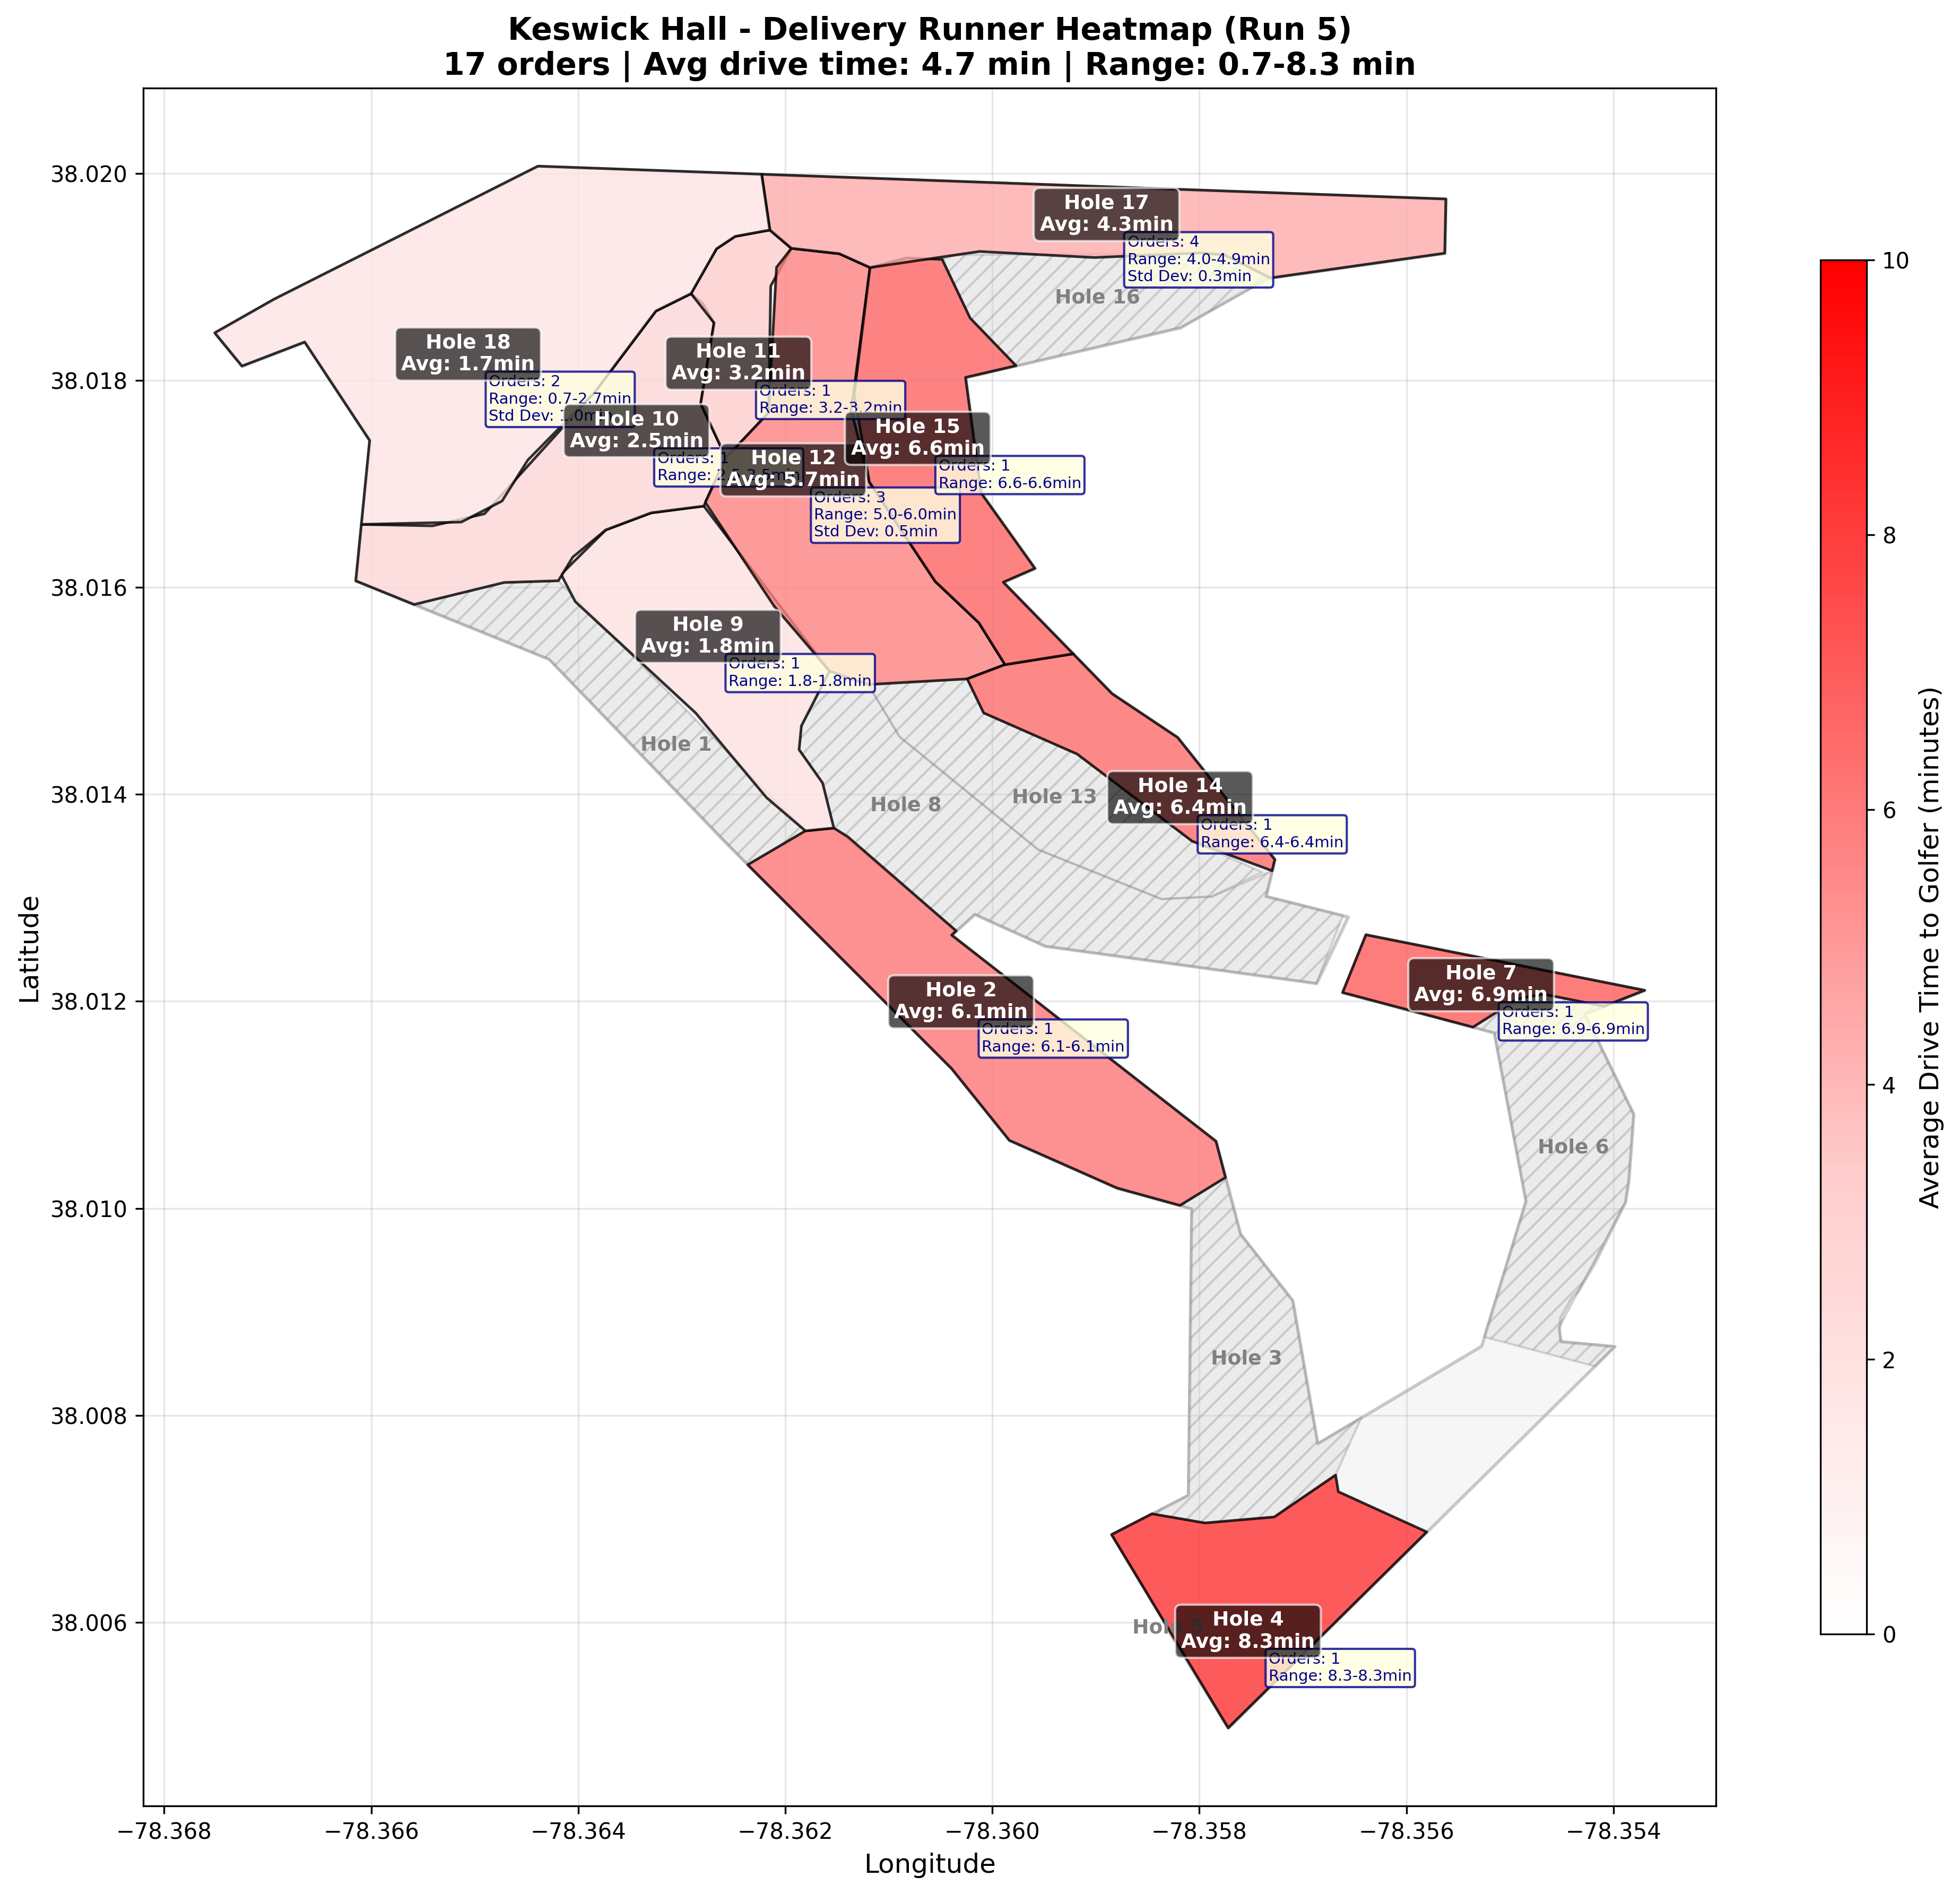 Keswick Hall - Delivery Runner Heatmap (Run 5)
17 orders | Avg drive time: 4.7 min | Range: 0.7-8.3 min
Latitude
38.020
38.018
38.016
38.014
38.012
38.010
38.008
38.006
Hole 17
Avg: 4.3min
Orders: 4
Range: 4.0-4.9min
Std Dev: 0.3min
Hole 16
Hole 18
Avg: 1.7min
Orders: 2
Range: 0.7-2.7min
Std Dev: 1.0min
Hole 11
Avg: 3.2min
Orders: 1
Range: 3.2-3.2min
Hole 10
Avg: 2.5min
Orders: 1
Range: 2.5-2.5min
Hole 15
Avg: 6.6min
Orders: 1
Range: 6.6-6.6min
Hole 12
Avg: 5.7min
Orders: 3
Range: 5.0-6.0min
Std Dev: 0.5min
Hole 9
Avg: 1.8min
Orders: 1
Range: 1.8-1.8min
Hole 1
Hole 8
Hole 13
Hole 14
Avg: 6.4min
Orders: 1
Range: 6.4-6.4min
Hole 2
Avg: 6.1min
Orders: 1
Range: 6.1-6.1min
Hole 7
Avg: 6.9min
Orders: 1
Range: 6.9-6.9min
Hole 6
Hole 3
Hole 5
Hole 4
Avg: 8.3min
Orders: 1
Range: 8.3-8.3min
−78.368
−78.366
−78.364
−78.362
−78.360
−78.358
−78.356
−78.354
Longitude
10
8
6
4
2
0
Average Drive Time to Golfer (minutes)